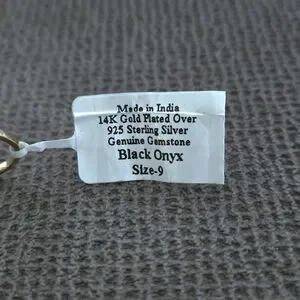 Made in India
14K Gold Plated Over
925 Sterling Silver
Genuine Gemstone
Black Onyx
Size-9